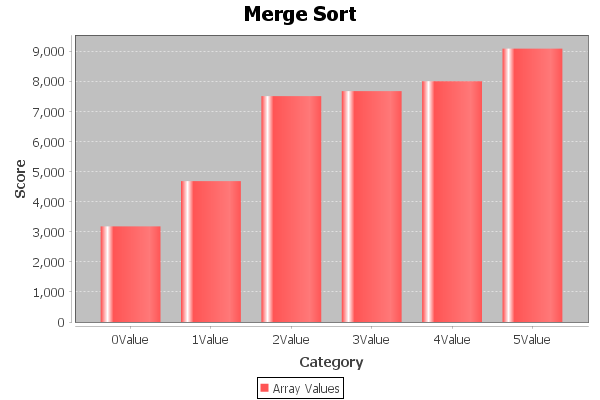 Merge Sort
9,000
8,000
7,000
6,000
5,000
4,000
3,000
2,000
1,000
0
Score
0Value 1Value 2Value 3Value 4Value 5Value
Category
Array Values